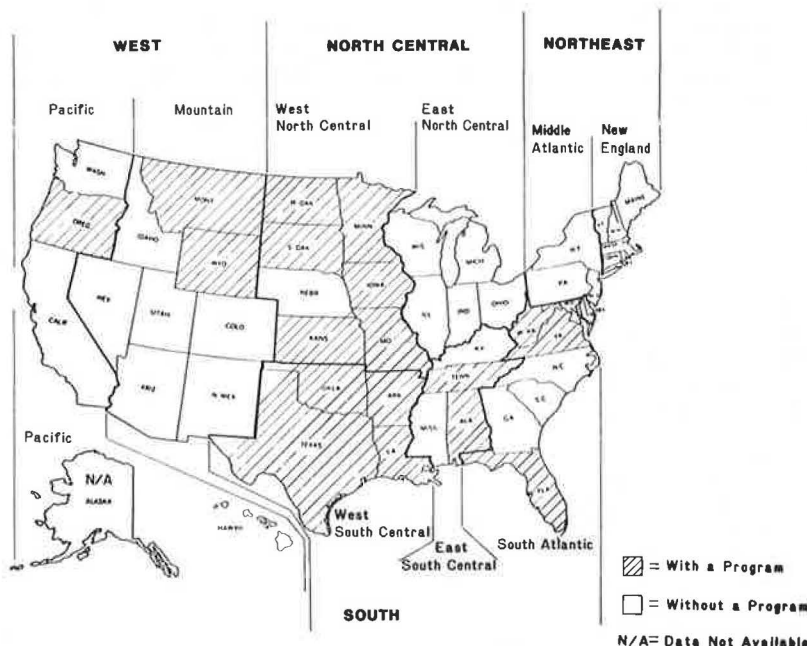 WEST
NORTH CENTRAL
NORTHEAST
Pacific
Mountain
West
North Central
East
North Central
Middle
Atlantic
New
England
WASH
OREG
CALIF
NEV
IDAHO
MONT
WYO
UTAH
COLO
ARIZ
N MEX
N. DAK
S. DAK
NEBR
KANS
OKLA
TEXAS
MINN
IOWA
MO
ARK
LA
WIS
MICH
ILL
IND
OHIO
KY
TENN
MISS
ALA
GA
FLA
S.C.
N.C.
VA
W. VA
PA
N.Y
MAINE
Pacific
N/A
ALASKA
HAWAII
West
South Central
East
South Central
South Atlantic
SOUTH
= With a Program
= Without a Program
N/A= Data Not Available